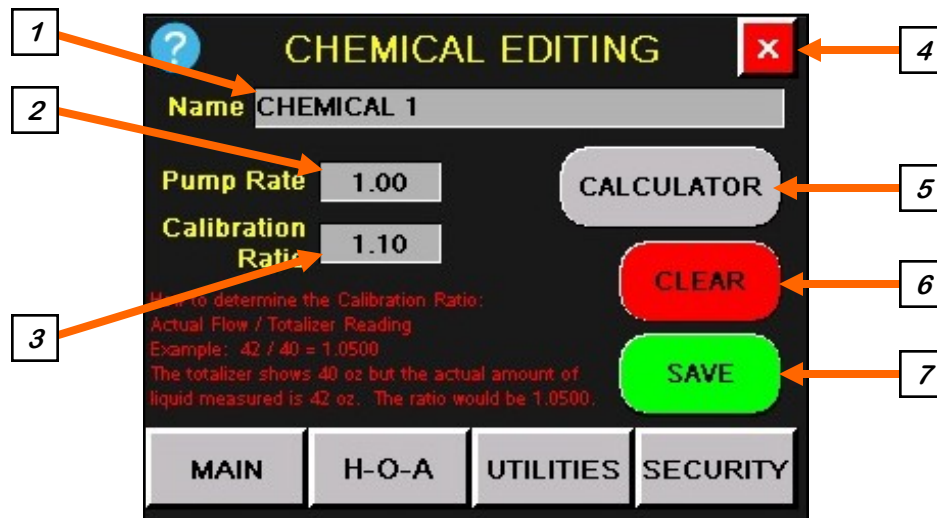 1
? CHEMICAL EDITING X
4
Name CHEMICAL 1
2
Pump Rate 1.00
CALCULATOR
5
Calibration
Ratio 1.10
CLEAR
6
3
How to determine the Calibration Ratio:
Actual Flow / Totalizer Reading
Example: 42 / 40 = 1.0500
The totalizer shows 40 oz but the actual amount of
liquid measured is 42 oz. The ratio would be 1.0500.
SAVE
7
MAIN H-O-A UTILITIES SECURITY